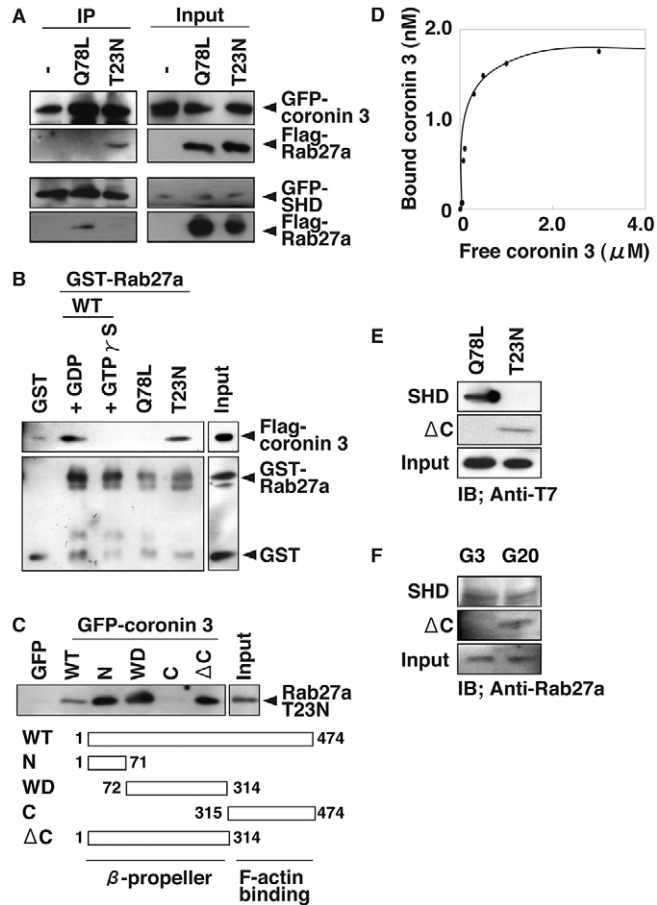 A
IP
Input
-
Q78L
T23N
-
Q78L
T23N
GFP-
coronin 3
Flag-
Rab27a
GFP-
SHD
Flag-
Rab27a
B
GST-Rab27a
WT
GST
+ GDP
+ GTPγS
Q78L
T23N
Input
Flag-
coronin 3
GST-
Rab27a
GST
C
GFP-coronin 3
GFP
WT
N
WD
C
ΔC
Input
Rab27a
T23N
WT 1 474
N 1 71
WD 72 314
C 315 474
ΔC 1 314
β-propeller
F-actin
binding
D
Bound coronin 3 (nM)
2.0
1.0
0
0 2.0 4.0
Free coronin 3 (μM)
E
Q78L
T23N
SHD
ΔC
Input
IB; Anti-T7
F
G3 G20
SHD
ΔC
Input
IB; Anti-Rab27a